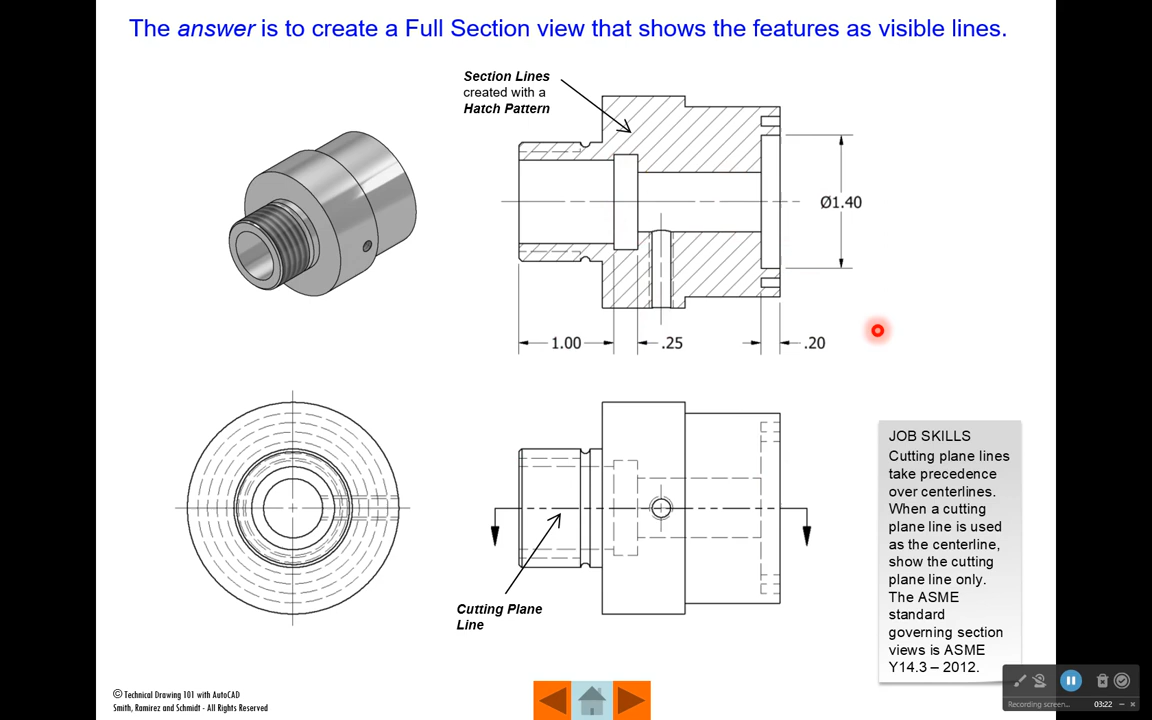 The answer is to create a Full Section view that shows the features as visible lines.
Section Lines
created with a
Hatch Pattern
Ø1.40
1.00
.25
.20
Cutting Plane
Line
JOB SKILLS
Cutting plane lines
take precedence
over centerlines.
When a cutting
plane line is used
as the centerline,
show the cutting
plane line only.
The ASME
standard
governing section
views is ASME
Y14.3 – 2012.
© Technical Drawing 101 with AutoCAD
Smith, Ramirez and Schmidt - All Rights Reserved
Recording screen...
03:22